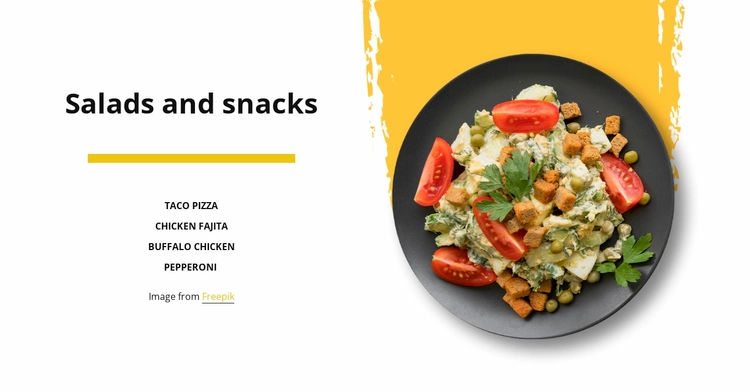 Salads and snacks
TACO PIZZA
CHICKEN FAJITA
BUFFALO CHICKEN
PEPPERONI
Image from Freepik